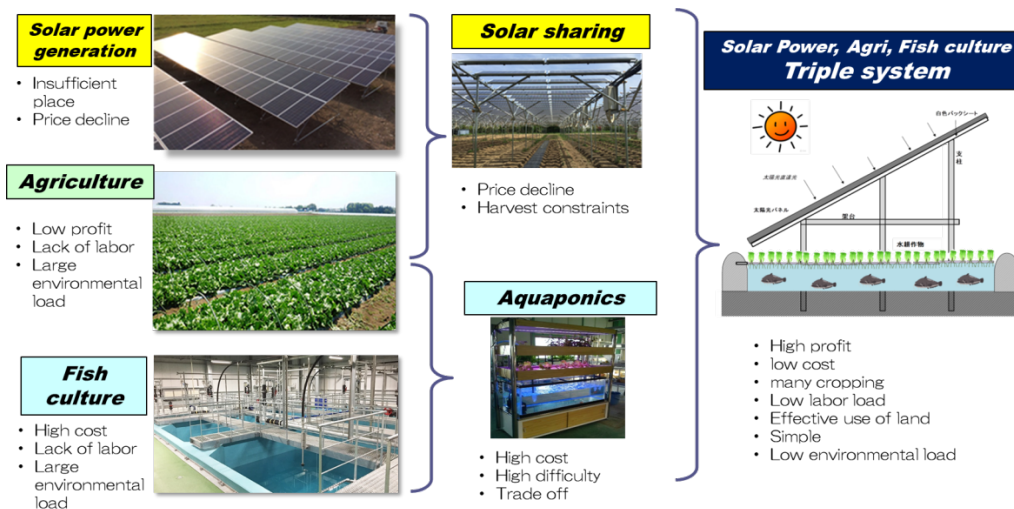 Solar power
generation
• Insufficient
place
• Price decline
Agriculture
• Low profit
• Lack of labor
• Large
environmental
load
Fish
culture
• High cost
• Lack of labor
• Large
environmental
load
Solar sharing
• Price decline
• Harvest constraints
Aquaponics
• High cost
• High difficulty
• Trade off
Solar Power, Agri, Fish culture
Triple system
白色バックシート
支柱
太陽光パネル
架台
水耕作物
• High profit
• low cost
• many cropping
• Low labor load
• Effective use of land
• Simple
• Low environmental load